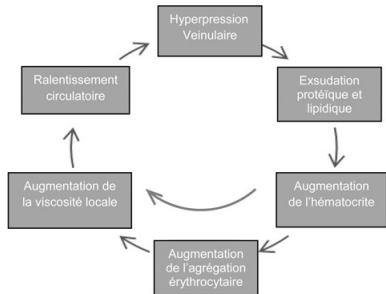 Hyperpression
Veinulaire
Exsudation
protéïque et
lipidique
Augmentation
de l'hématocrite
Augmentation
de l'agrégation
érythrocytaire
Augmentation de
la viscosité locale
Ralentissement
circulatoire